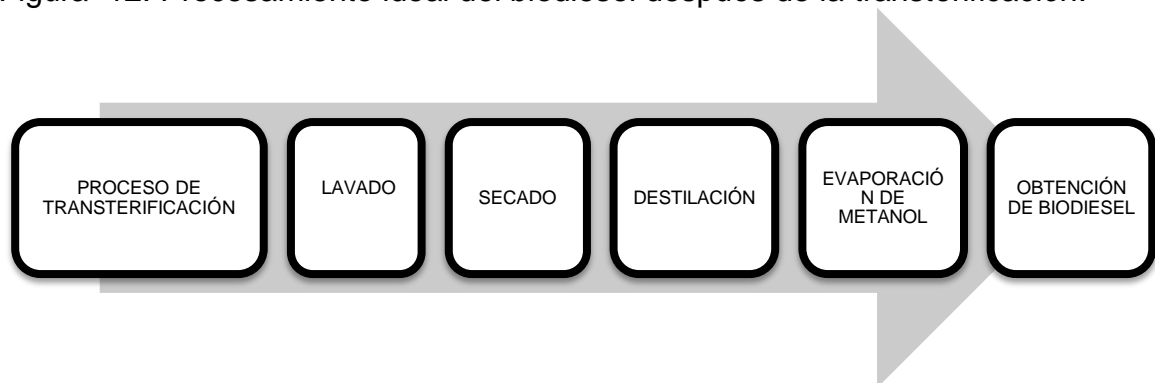 Figura 12. Procesamiento ideal del biodiesel después de la transterificación.
PROCESO DE
TRANSTERIFICACIÓN
LAVADO
SECADO
DESTILACIÓN
EVAPORACIÓ
N DE
METANOL
OBTENCIÓN
DE BIODIESEL